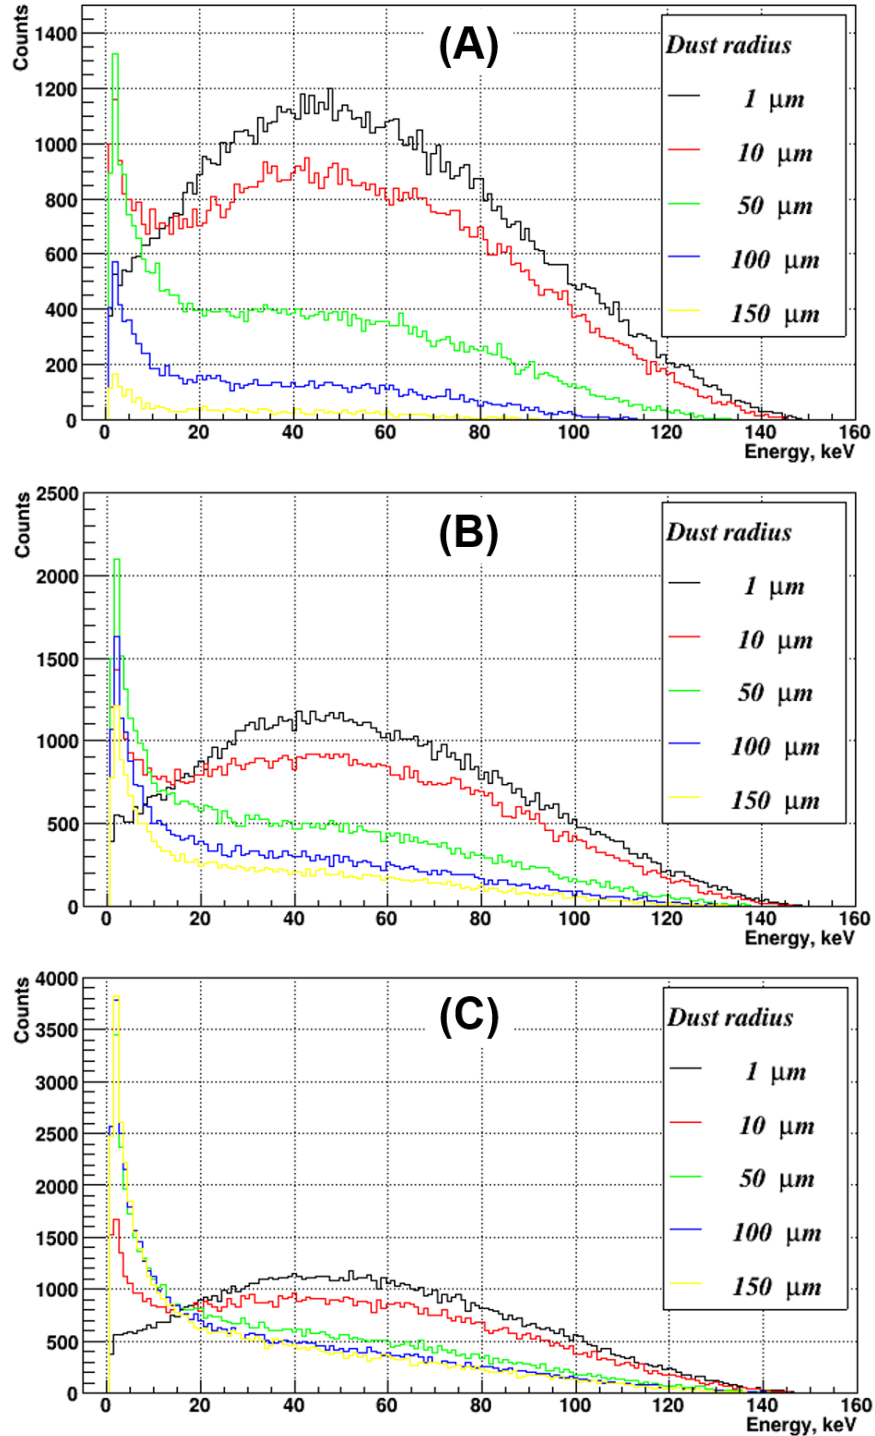 (A)
Counts
1400
1200
1000
800
600
400
200
0
0 20 40 60 80 100 120 140 160
Energy, keV
Dust radius
1 μm
10 μm
50 μm
100 μm
150 μm
(B)
Counts
2500
2000
1500
1000
500
0
0 20 40 60 80 100 120 140 160
Energy, keV
Dust radius
1 μm
10 μm
50 μm
100 μm
150 μm
(C)
Counts
4000
3500
3000
2500
2000
1500
1000
500
0
0 20 40 60 80 100 120 140 160
Energy, keV
Dust radius
1 μm
10 μm
50 μm
100 μm
150 μm